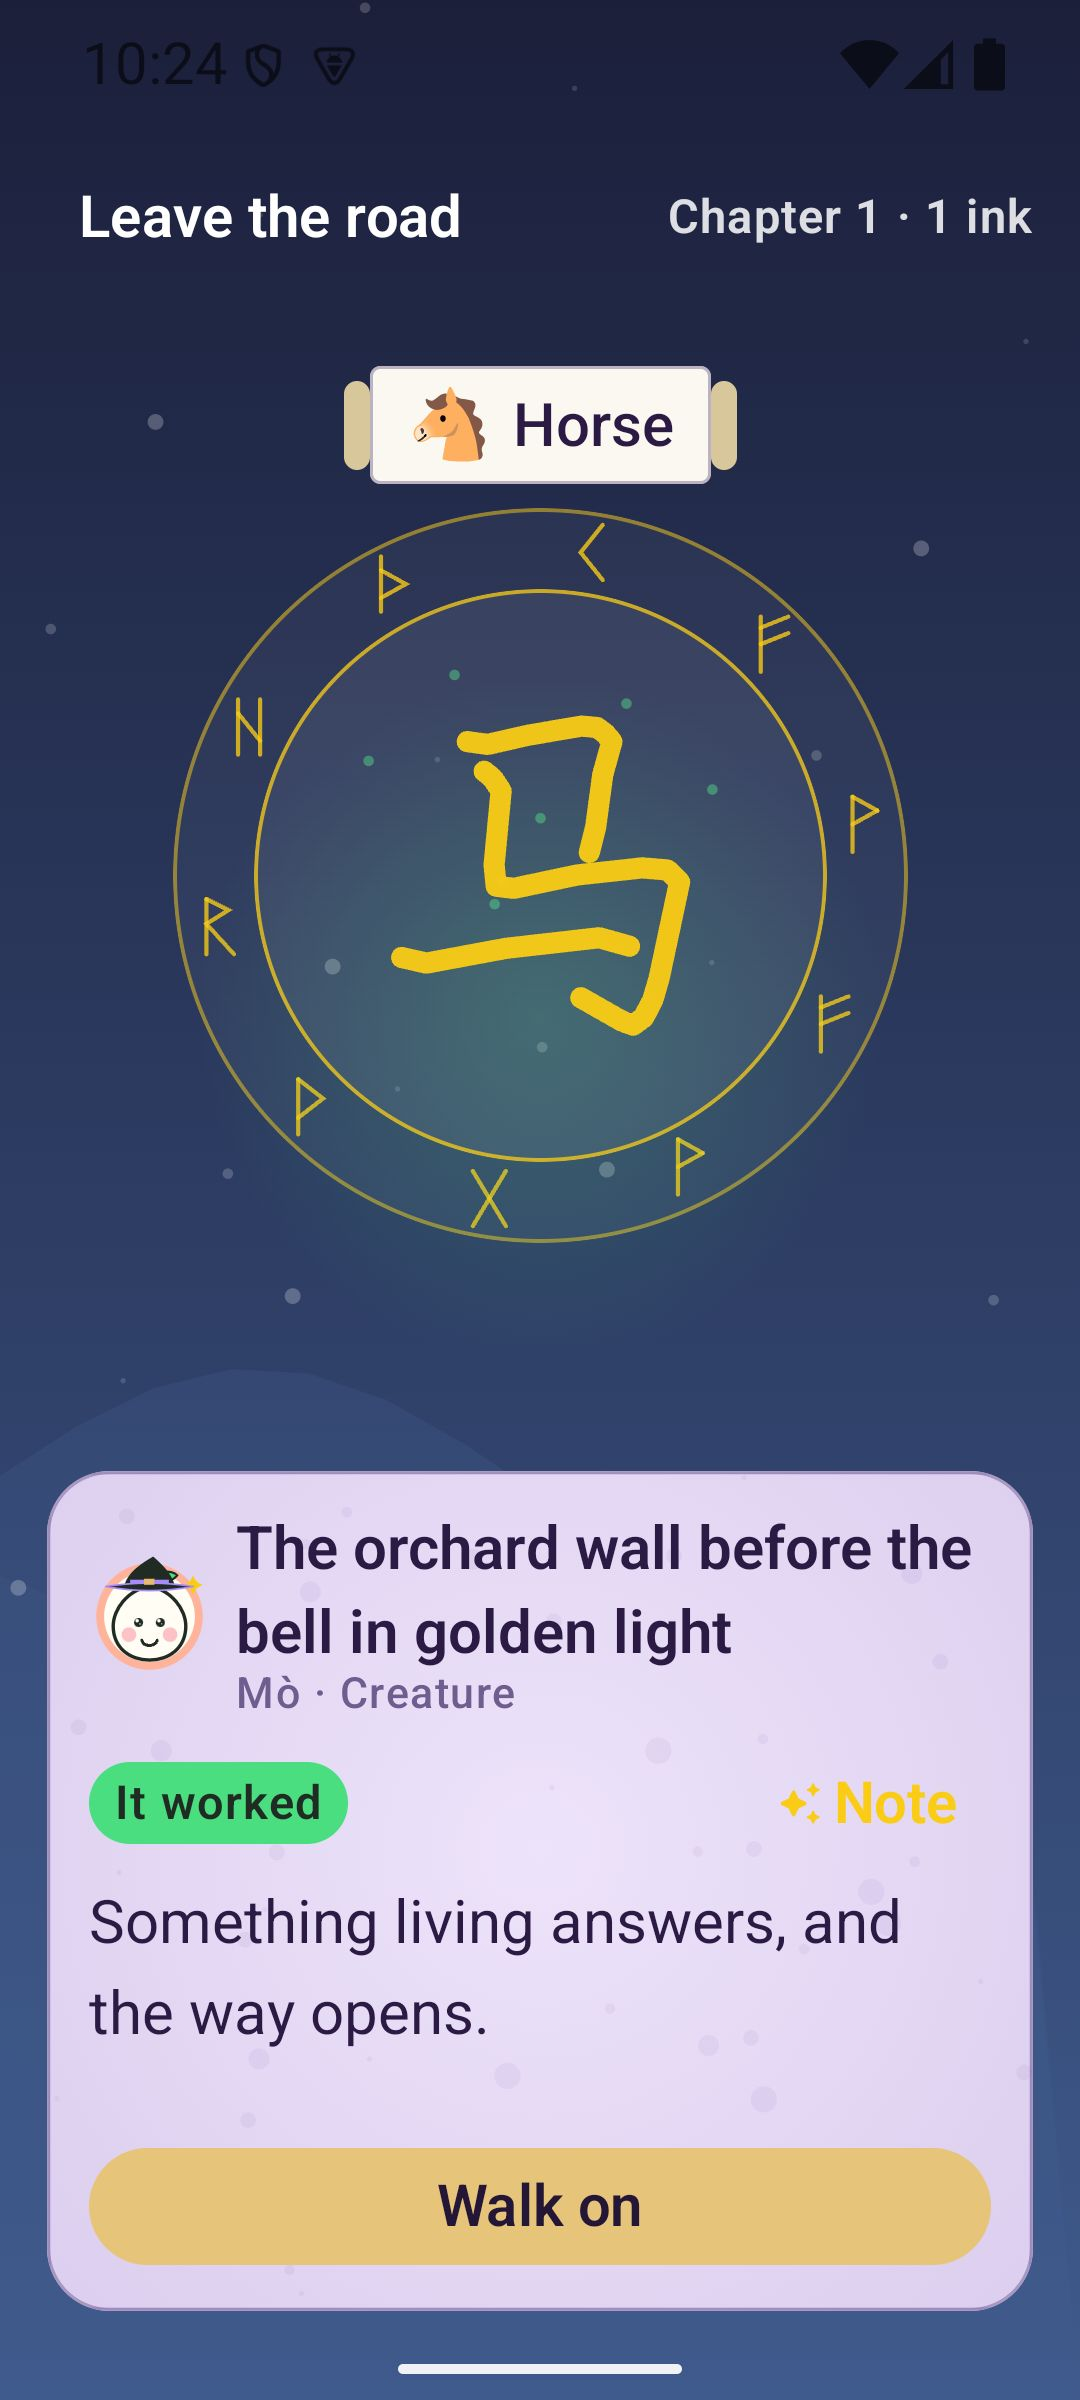 10:24
Leave the road
Chapter 1 · 1 ink
Horse
ᚲ
ᚦ
ᚠ
ᚺ
马
ᚹ
ᚱ
ᚠ
ᚹ
ᚹ
ᚷ
The orchard wall before the
bell in golden light
Mò · Creature
It worked
Note
Something living answers, and
the way opens.
Walk on